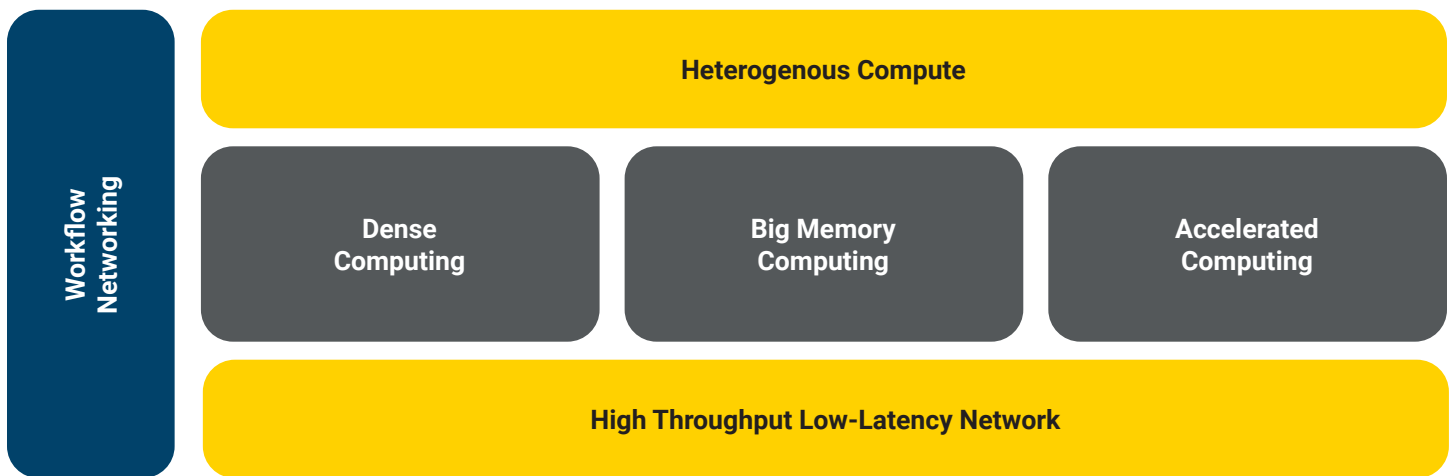 Workflow
Networking
Heterogenous Compute
Dense
Computing
Big Memory
Computing
Accelerated
Computing
High Throughput Low-Latency Network